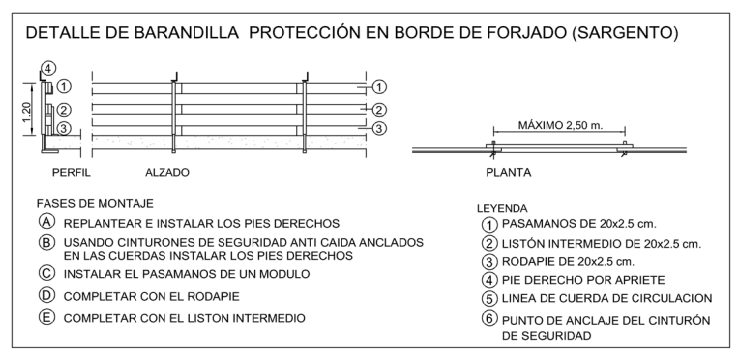 DETALLE DE BARANDILLA PROTECCIÓN EN BORDE DE FORJADO (SARGENTO)
4
1
2
3
1.20
1
2
3
PERFIL
ALZADO
MÁXIMO 2,50 m.
PLANTA
FASES DE MONTAJE
A REPLANTEAR E INSTALAR LOS PIES DERECHOS
B USANDO CINTURONES DE SEGURIDAD ANTI CAIDA ANCLADOS
EN LAS CUERDAS INSTALAR LOS PIES DERECHOS
C INSTALAR EL PASAMANOS DE UN MODULO
D COMPLETAR CON EL RODAPIE
E COMPLETAR CON EL LISTON INTERMEDIO
LEYENDA
1 PASAMANOS DE 20x2.5 cm.
2 LISTÓN INTERMEDIO DE 20x2.5 cm.
3 RODAPIE DE 20x2.5 cm.
4 PIE DERECHO POR APRIETE
5 LINEA DE CUERDA DE CIRCULACION
6 PUNTO DE ANCLAJE DEL CINTURÓN
DE SEGURIDAD